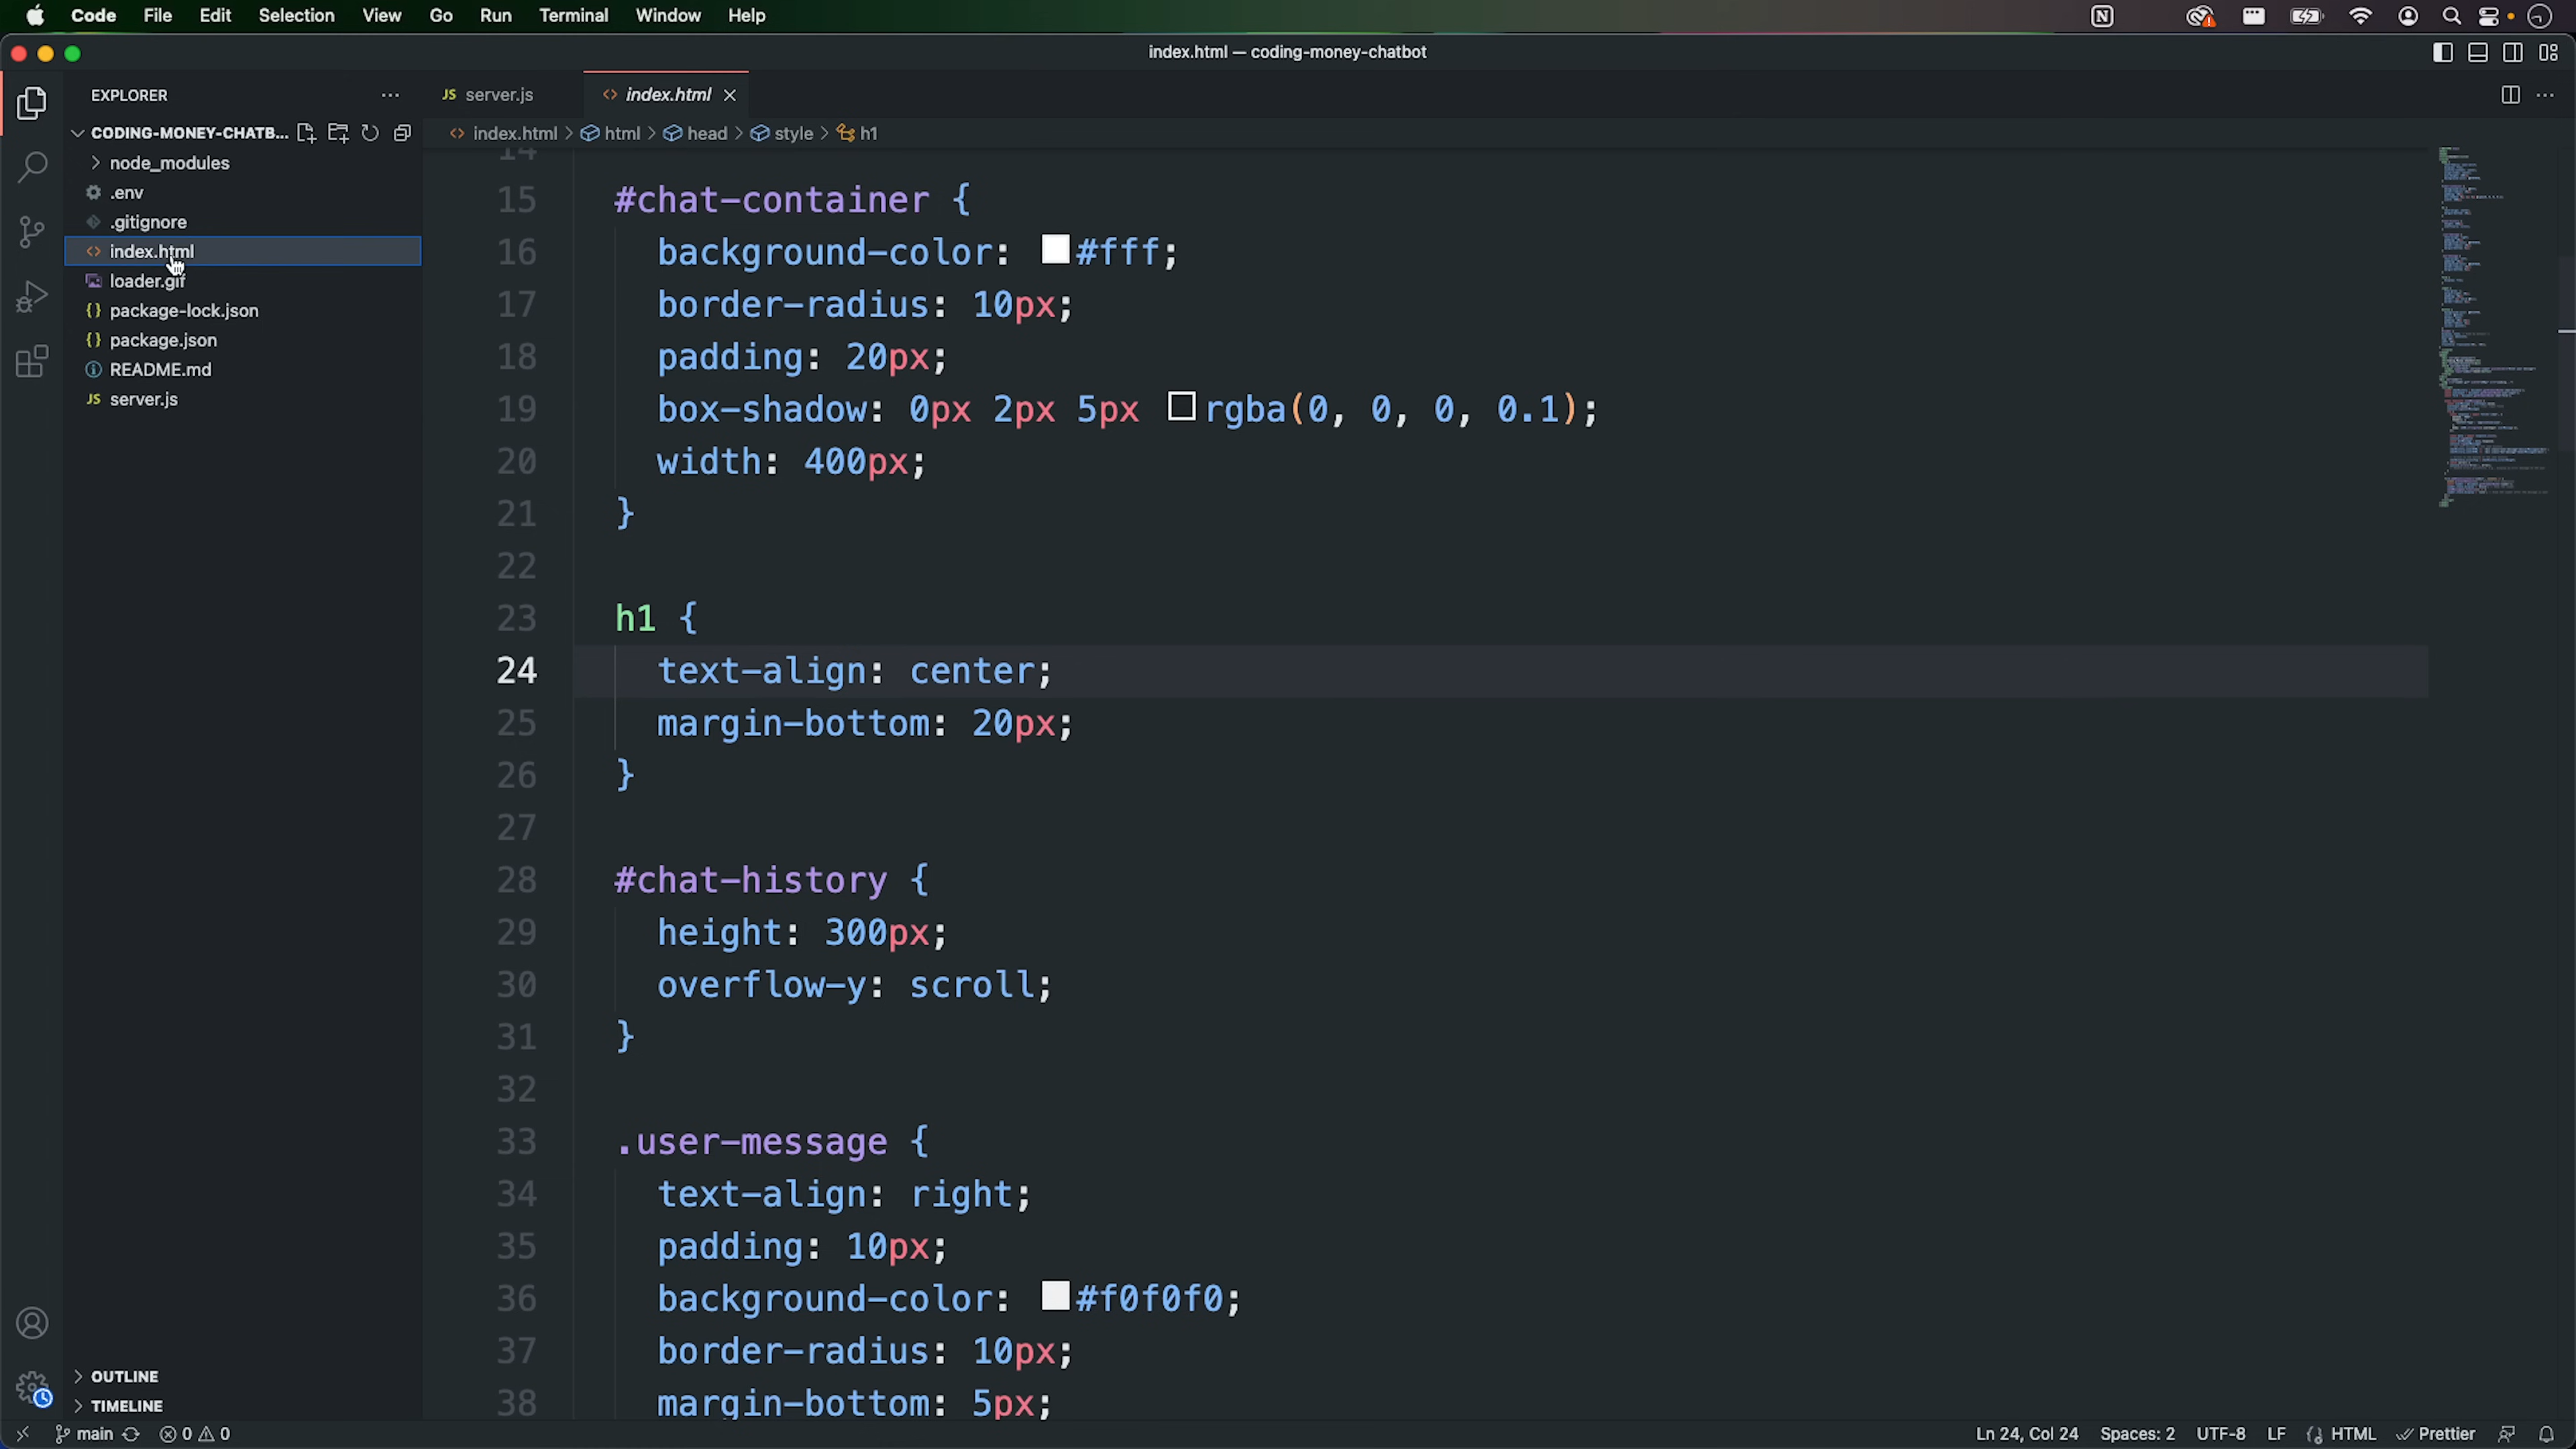 Code File Edit Selection View Go Run Terminal Window Help
index.html — coding-money-chatbot
EXPLORER
CODING-MONEY-CHATB...
node_modules
.env
.gitignore
<> index.html
loader.gif
{} package-lock.json
{} package.json
README.md
JS server.js
OUTLINE
TIMELINE
JS server.js
<> index.html
<> index.html > html > head > style > h1
14
15 #chat-container {
16 background-color: #fff;
17 border-radius: 10px;
18 padding: 20px;
19 box-shadow: 0px 2px 5px rgba(0, 0, 0, 0.1);
20 width: 400px;
21 }
22
23 h1 {
24 text-align: center;
25 margin-bottom: 20px;
26 }
27
28 #chat-history {
29 height: 300px;
30 overflow-y: scroll;
31 }
32
33 .user-message {
34 text-align: right;
35 padding: 10px;
36 background-color: #f0f0f0;
37 border-radius: 10px;
38 margin-bottom: 5px;
main 0 0 Ln 24, Col 24 Spaces: 2 UTF-8 LF HTML Prettier